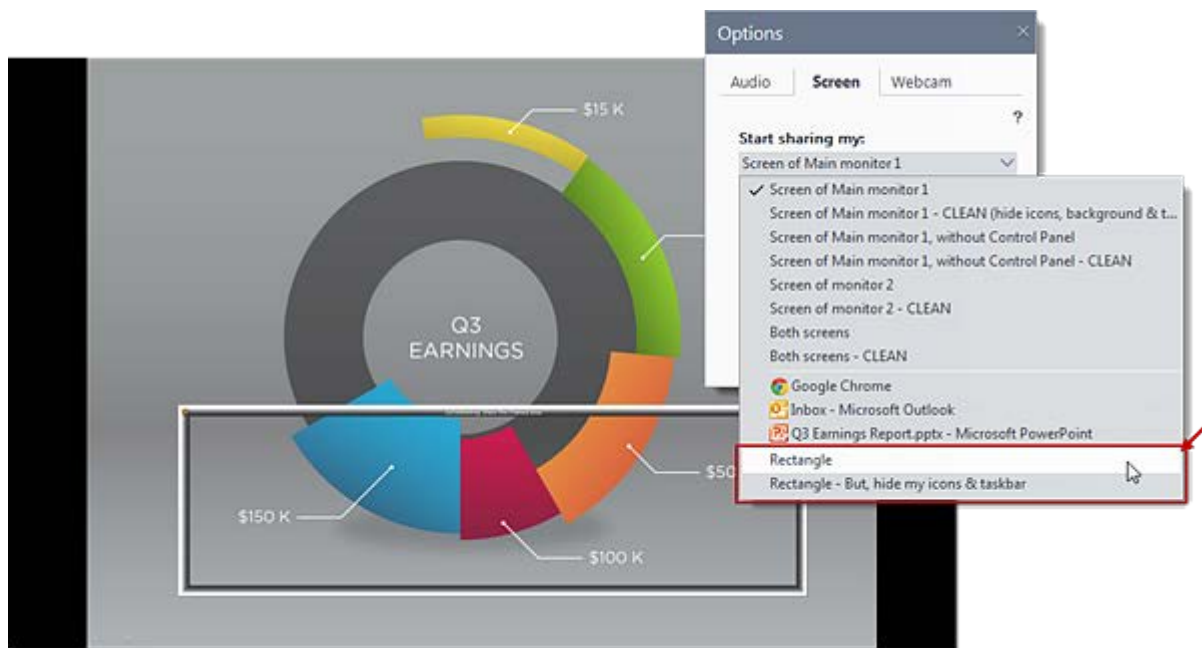 Options
Audio
Screen
Webcam
?
Start sharing my:
Screen of Main monitor 1
Screen of Main monitor 1
Screen of Main monitor 1 - CLEAN (hide icons, background & t...
Screen of Main monitor 1, without Control Panel
Screen of Main monitor 1, without Control Panel - CLEAN
Screen of monitor 2
Screen of monitor 2 - CLEAN
Both screens
Both screens - CLEAN
Google Chrome
Inbox - Microsoft Outlook
Q3 Earnings Report.pptx - Microsoft PowerPoint
Rectangle
Rectangle - But, hide my icons & taskbar
$15 K
Q3
EARNINGS
$50
$150 K
$100 K